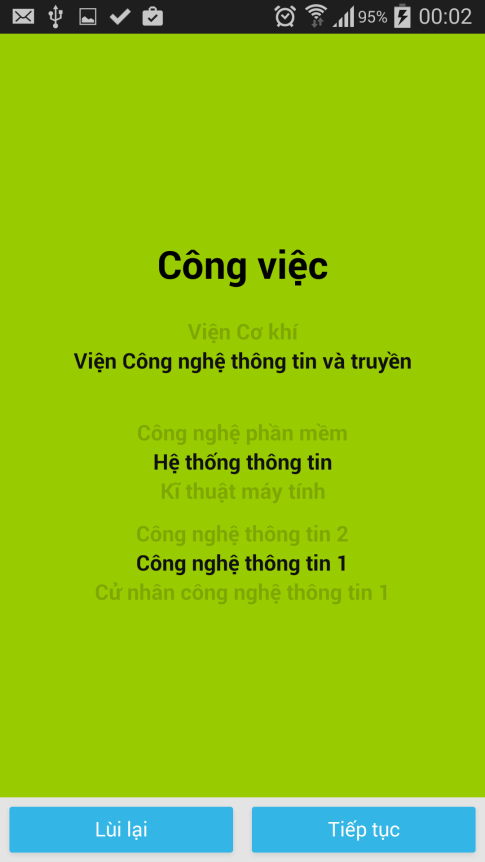 95% 00:02
Công việc
Viện Cơ khí
Viện Công nghệ thông tin và truyền
Công nghệ phần mềm
Hệ thống thông tin
Kĩ thuật máy tính
Công nghệ thông tin 2
Công nghệ thông tin 1
Cử nhân công nghệ thông tin 1
Lùi lại Tiếp tục